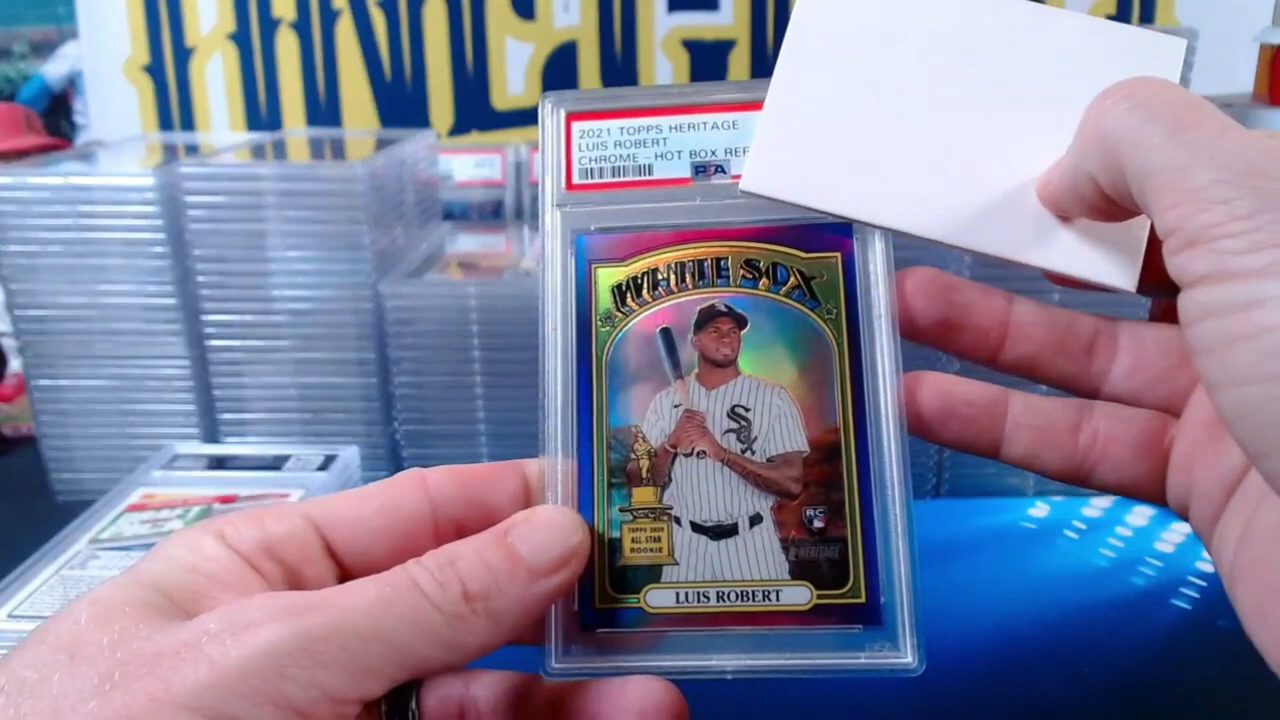 2021 TOPPS HERITAGE
LUIS ROBERT
CHROME-HOT BOX REF
PSA
WHITE SOX
SOX
TOPPS 2020
ALL-STAR
ROOKIE
RC
HERITAGE
LUIS ROBERT